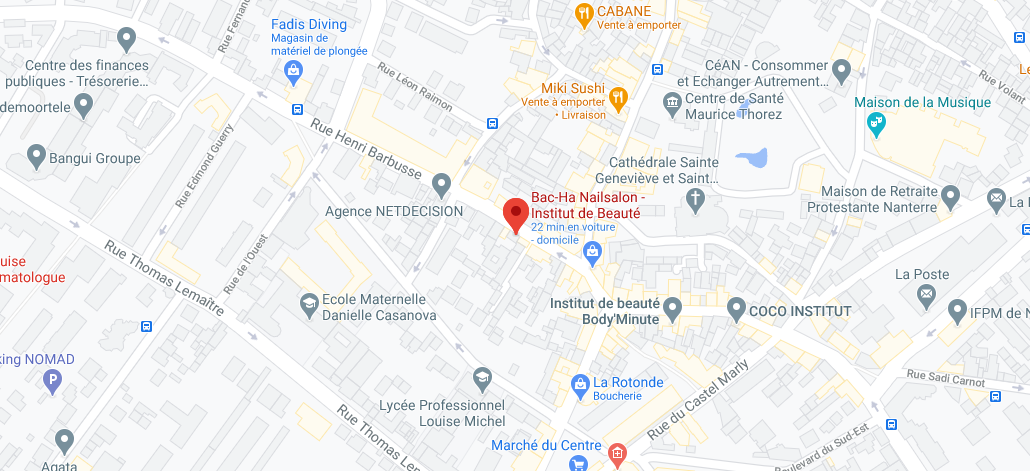 CABANE
Vente à emporter
Fadis Diving
Magasin de
matériel de plongée
Rue Fernand
Centre des finances
publiques - Trésorerie...
demoortele
Bangui Groupe
Rue Edmond Guerry
Rue Léon Raimon
Rue Henri Barbusse
Miki Sushi
Vente à emporter
• Livraison
CéAN - Consommer
et Echanger Autrement...
Centre de Santé
Maurice Thorez
Le
Rue Volant
Maison de la Musique
Cathédrale Sainte
Geneviève et Saint...
Maison de Retraite
Protestante Nanterre
La
Agence NETDECISION
Bac-Ha Nailsalon -
Institut de Beauté
22 min en voiture
- domicile
Rue Thomas Lemaître
Rue de l'Ouest
uise
matologue
Ecole Maternelle
Danielle Casanova
Institut de beauté
Body'Minute
COCO INSTITUT
La Poste
IFPM de N
king NOMAD
P
Lycée Professionnel
Louise Michel
La Rotonde
Boucherie
Rue du Castel Marly
Rue Sadi Carnot
Rue Thomas Lem
Marché du Centre
Boulevard du Sud-Est
Agata